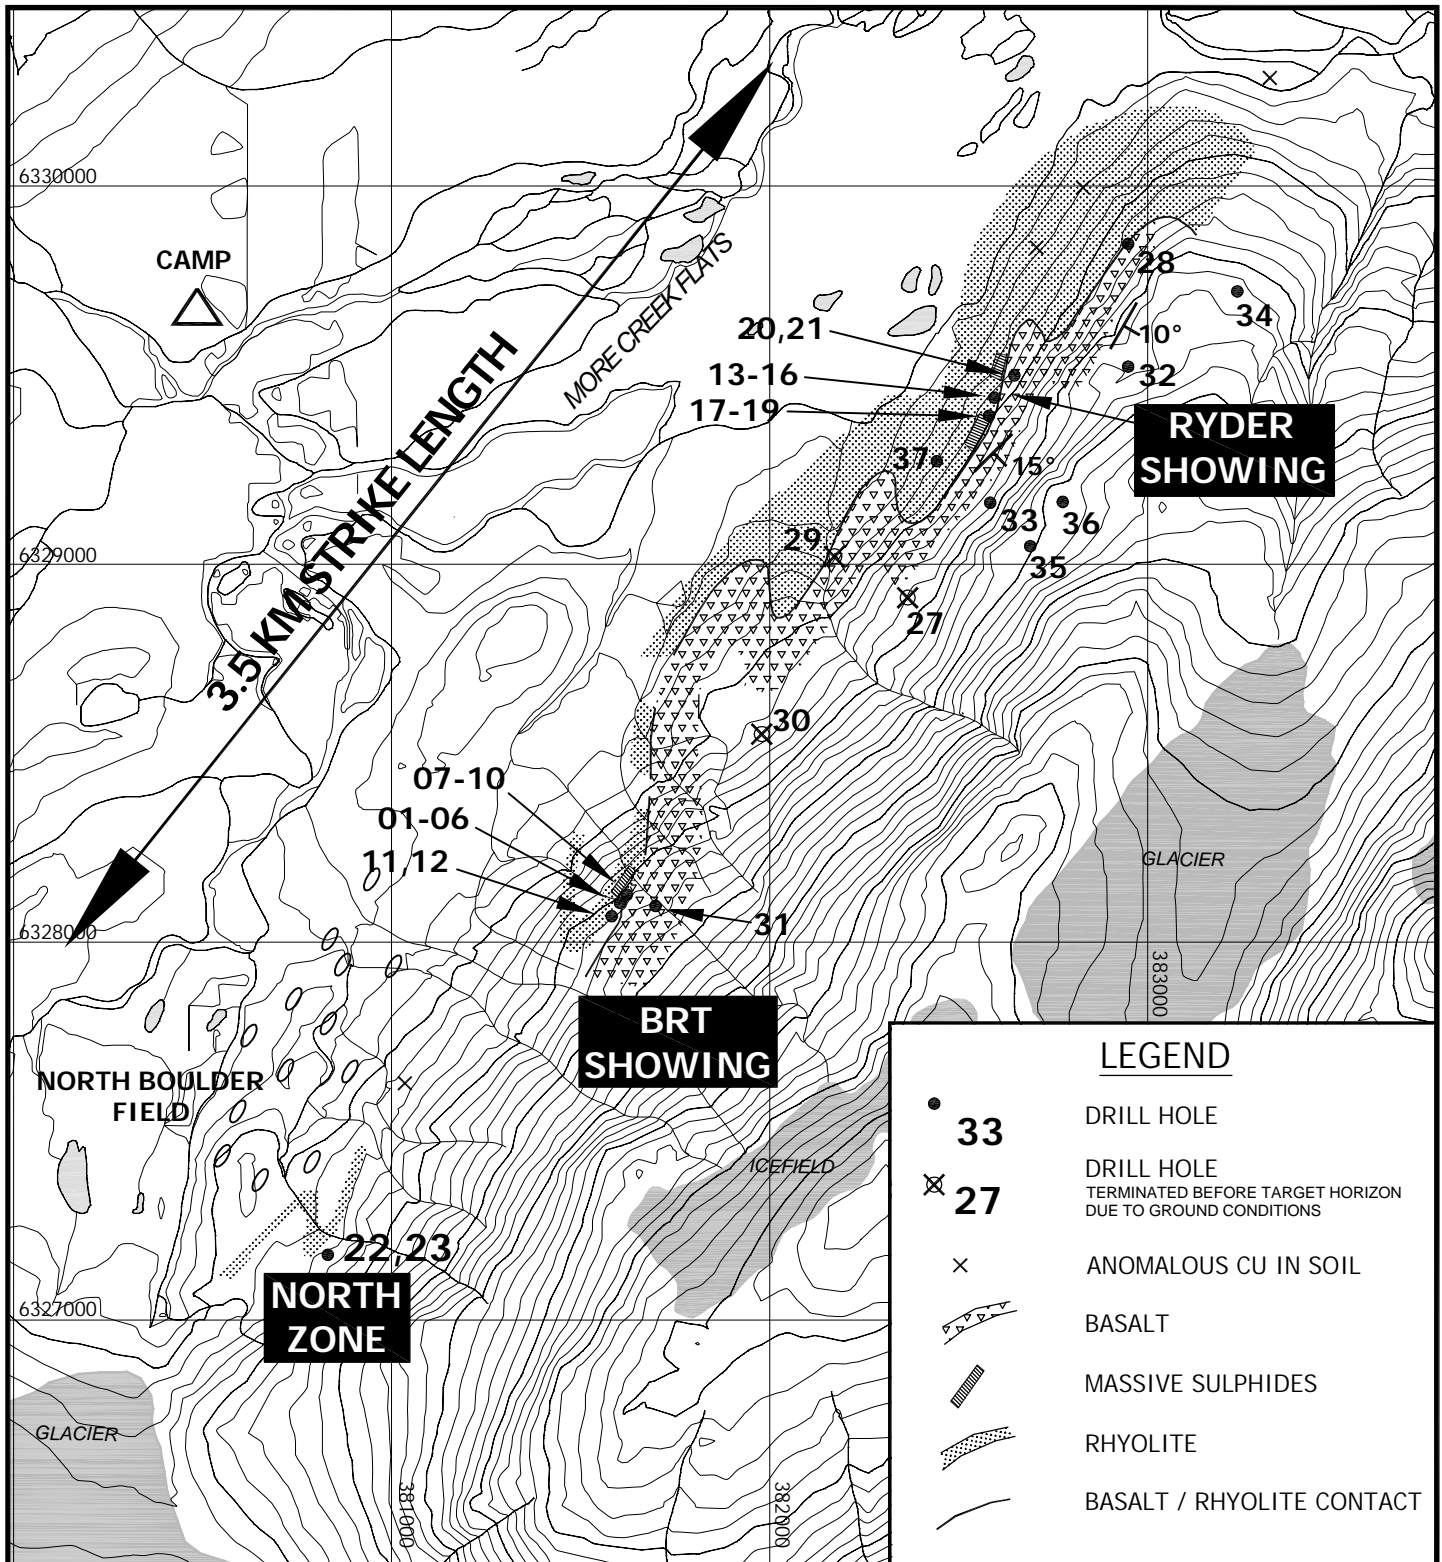 6330000
CAMP
MORE CREEK FLATS
3.5 KM STRIKE LENGTH
28
34
10°
20,21
13-16
32
17-19
RYDER
SHOWING
37
15°
33
36
29
35
6329000
27
30
07-10
01-06
11,12
GLACIER
31
6328000
383000
BRT
SHOWING
NORTH BOULDER
FIELD
ICEFIELD
22,23
NORTH
ZONE
6327000
GLACIER
381000
382000
LEGEND
33
DRILL HOLE
27
DRILL HOLE
TERMINATED BEFORE TARGET HORIZON
DUE TO GROUND CONDITIONS
ANOMALOUS CU IN SOIL
BASALT
MASSIVE SULPHIDES
RHYOLITE
BASALT / RHYOLITE CONTACT